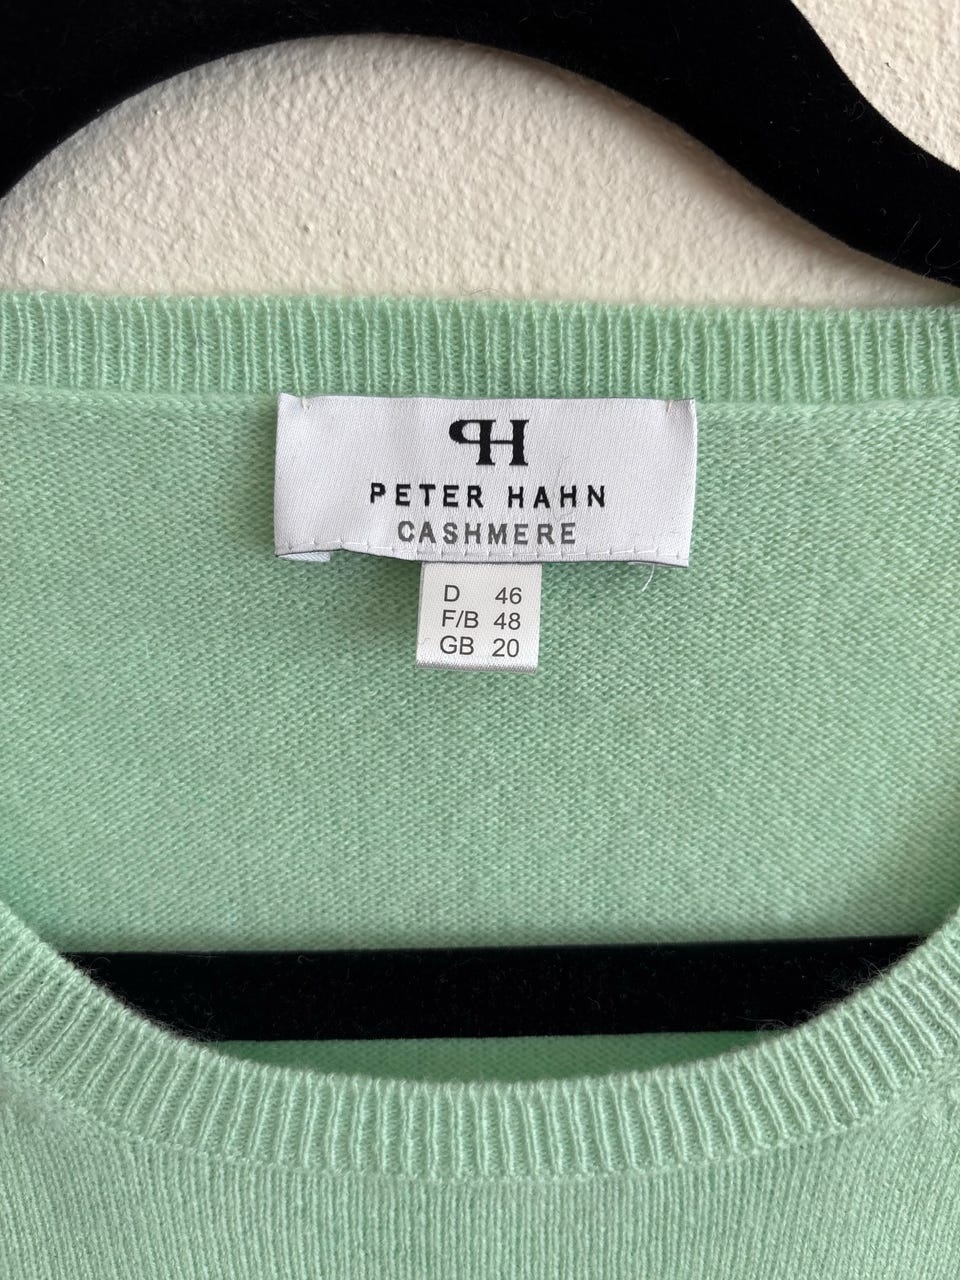 PH
PETER HAHN
CASHMERE
D 46
F/B 48
GB 20